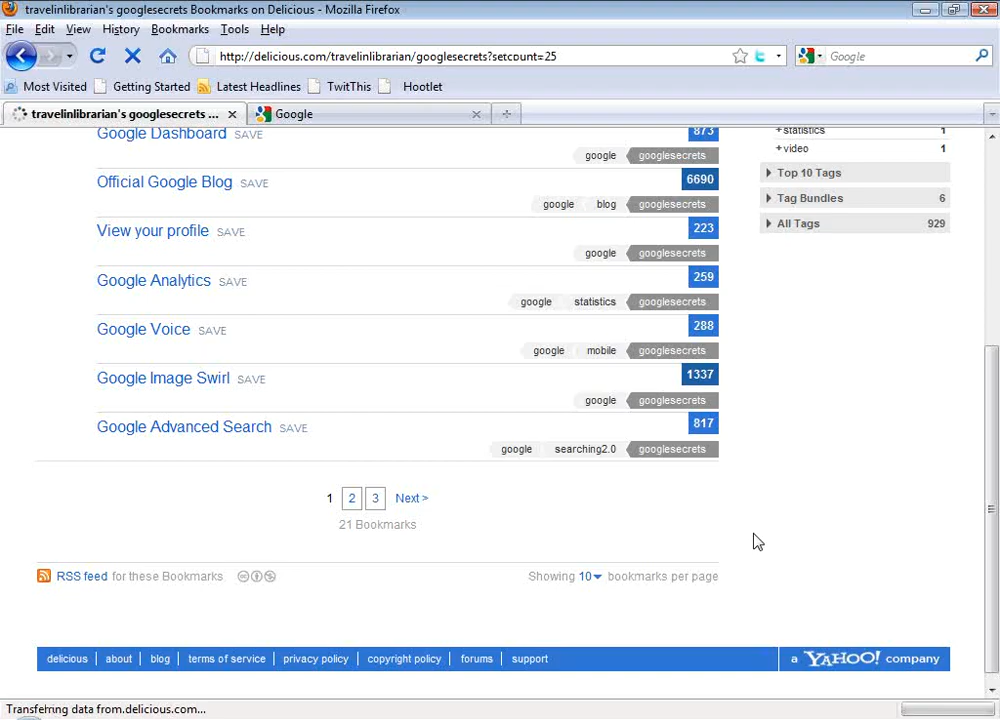 travelinlibrarian's googlesecrets Bookmarks on Delicious - Mozilla Firefox
File Edit View History Bookmarks Tools Help
http://delicious.com/travelinlibrarian/googlesecrets?setcount=25
Google
Most Visited Getting Started Latest Headlines TwitThis Hootlet
travelinlibrarian's googlesecrets ... Google
Google Dashboard SAVE 873
google googlesecrets
Official Google Blog SAVE 6690
google blog googlesecrets
View your profile SAVE 223
google googlesecrets
Google Analytics SAVE 259
google statistics googlesecrets
Google Voice SAVE 288
google mobile googlesecrets
Google Image Swirl SAVE 1337
google googlesecrets
Google Advanced Search SAVE 817
google searching2.0 googlesecrets
+ statistics 1
+ video 1
Top 10 Tags
Tag Bundles 6
All Tags 929
1 2 3 Next >
21 Bookmarks
RSS feed for these Bookmarks
Showing 10 bookmarks per page
delicious about blog terms of service privacy policy copyright policy forums support
a YAHOO! company
Transferring data from.delicious.com...